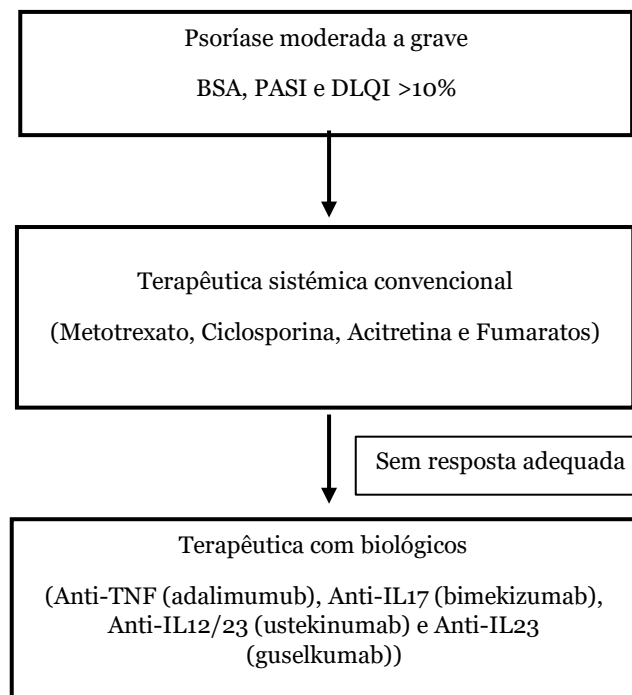 Psoríase moderada a grave
BSA, PASI e DLQI >10%
Terapêutica sistémica convencional
(Metotrexato, Ciclosporina, Acitretina e Fumaratos)
Sem resposta adequada
Terapêutica com biológicos
(Anti-TNF (adalimumub), Anti-IL17 (bimekizumab),
Anti-IL12/23 (ustekinumab) e Anti-IL23
(guselkumab))